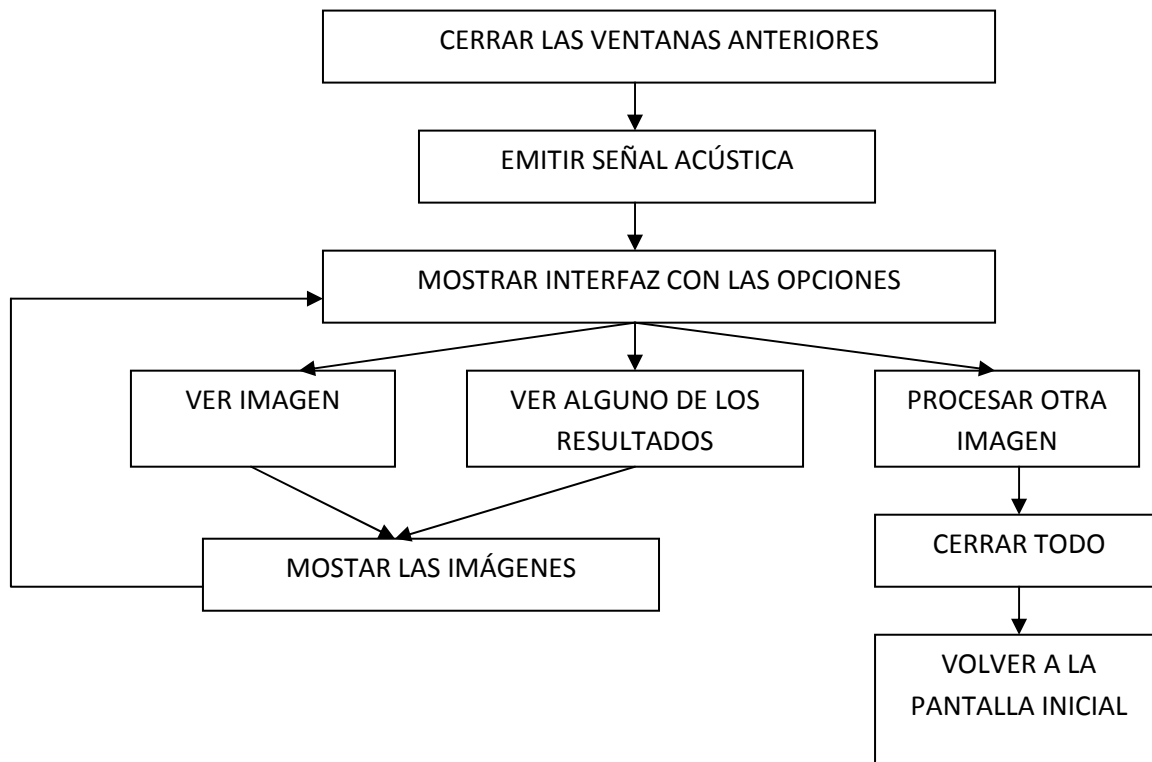 CERRAR LAS VENTANAS ANTERIORES
EMITIR SEÑAL ACÚSTICA
MOSTRAR INTERFAZ CON LAS OPCIONES
VER IMAGEN
VER ALGUNO DE LOS
RESULTADOS
PROCESAR OTRA
IMAGEN
MOSTAR LAS IMÁGENES
CERRAR TODO
VOLVER A LA
PANTALLA INICIAL